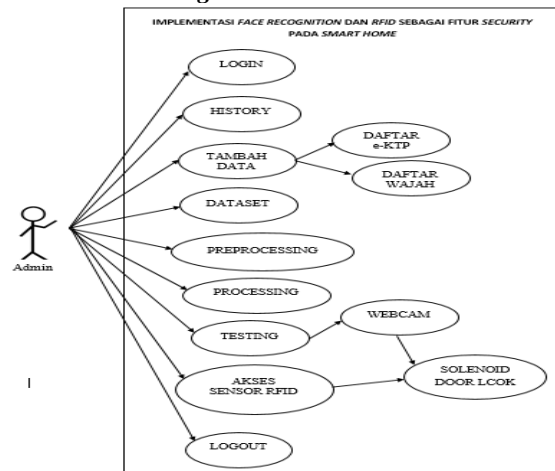 IMPLEMENTASI FACE RECOGNITION DAN RFID SEBAGAI FITUR SECURITY
PADA SMART HOME
LOGIN
HISTORY
TAMBAH
DATA
DAFTAR
e-KTP
DAFTAR
WAJAH
DATASET
Admin
PREPROCESSING
PROCESSING
TESTING
WEBCAM
AKSES
SENSOR RFID
SOLENOID
DOOR LCOK
LOGOUT